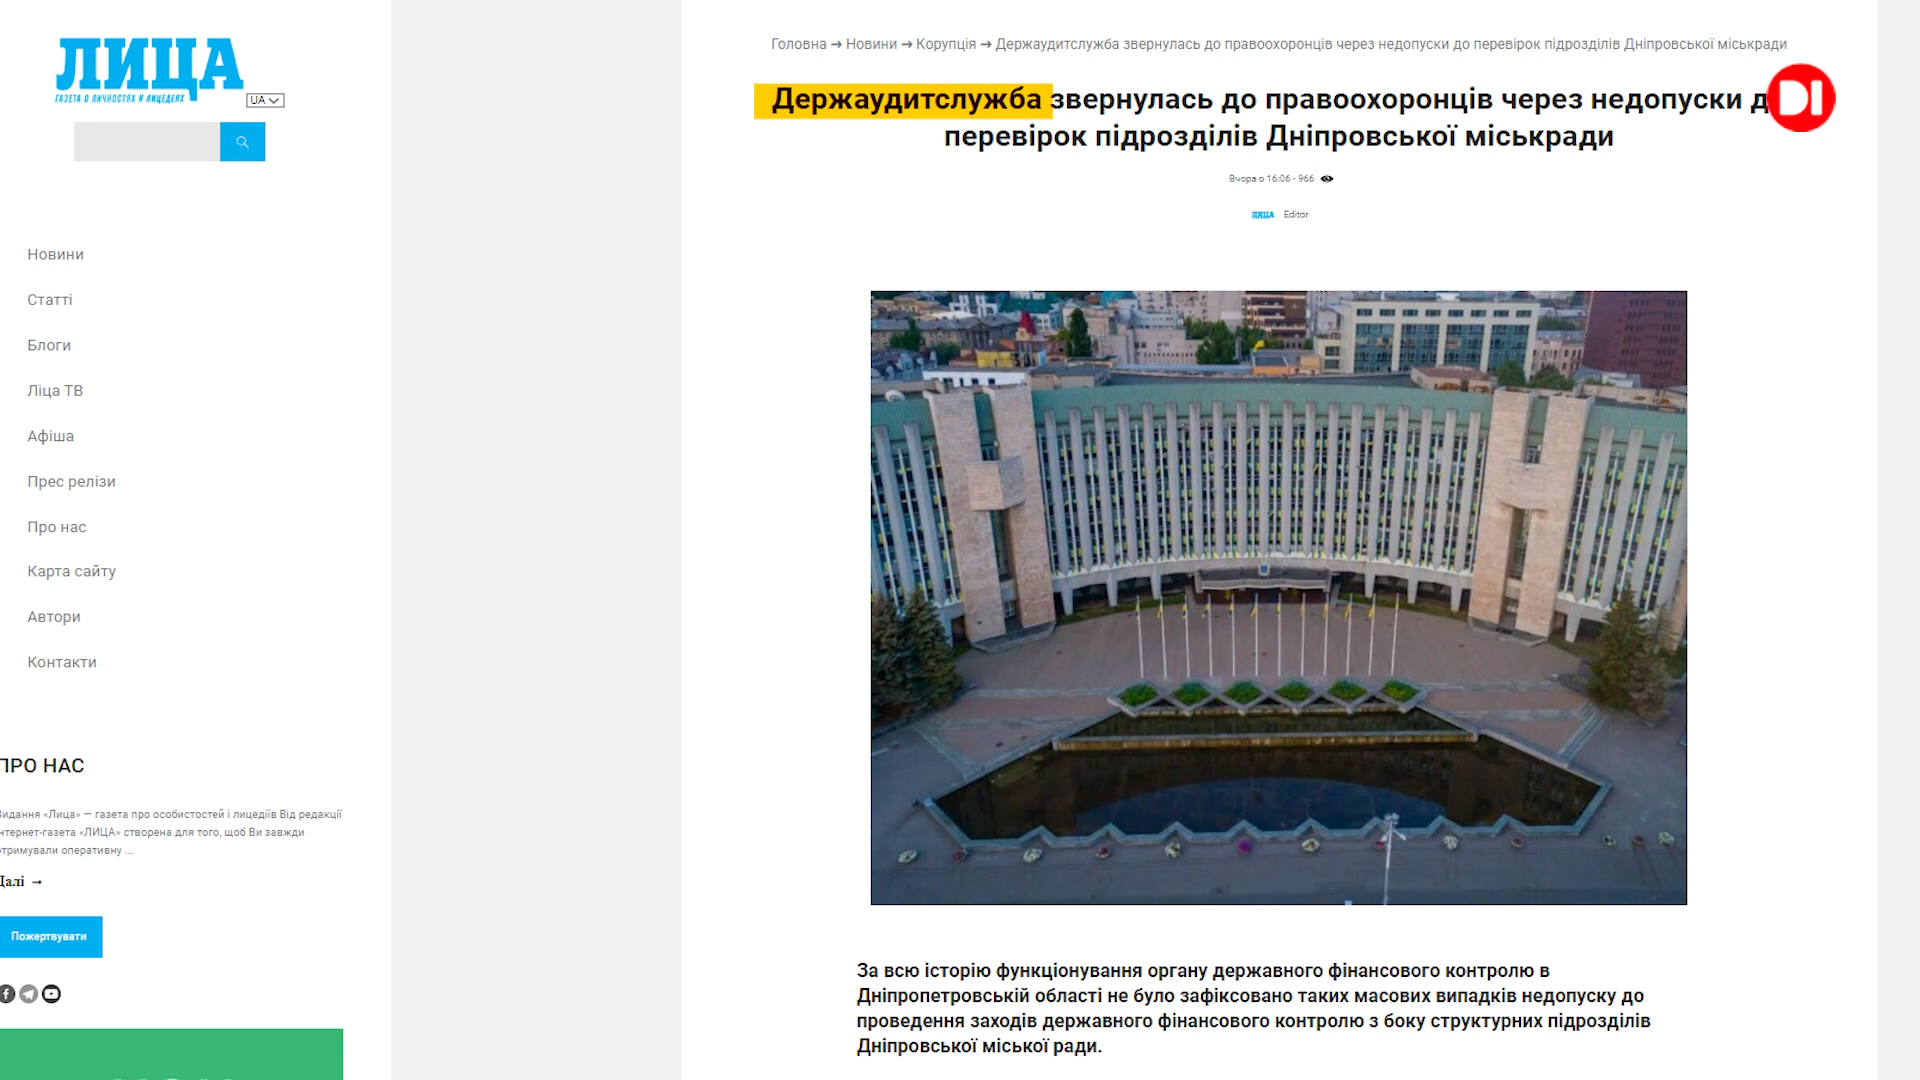 ЛИЦА
ГАЗЕТА О ЛИЧНОСТЯХ И ЛИЦЕДЕЯХ
UA
Новини
Статті
Блоги
Ліца ТВ
Афіша
Прес релізи
Про нас
Карта сайту
Автори
Контакти
ПРО НАС
Видання «Лица» — газета про особистостей і лицедіїв Від редакції
інтернет-газета «ЛИЦА» створена для того, щоб Ви завжди
отримували оперативну ...
Далі →
Пожертвувати
Головна ➔ Новини ➔ Корупція ➔ Держаудитслужба звернулась до правоохоронців через недопуски до перевірок підрозділів Дніпровської міськради
Держаудитслужба звернулась до правоохоронців через недопуски д
перевірок підрозділів Дніпровської міськради
DI
Вчора о 16:06 - 966
ЛИЦА Editor
За всю історію функціонування органу державного фінансового контролю в
Дніпропетровській області не було зафіксовано таких масових випадків недопуску до
проведення заходів державного фінансового контролю з боку структурних підрозділів
Дніпровської міської ради.